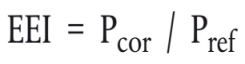 EEI = Pcor / Pref